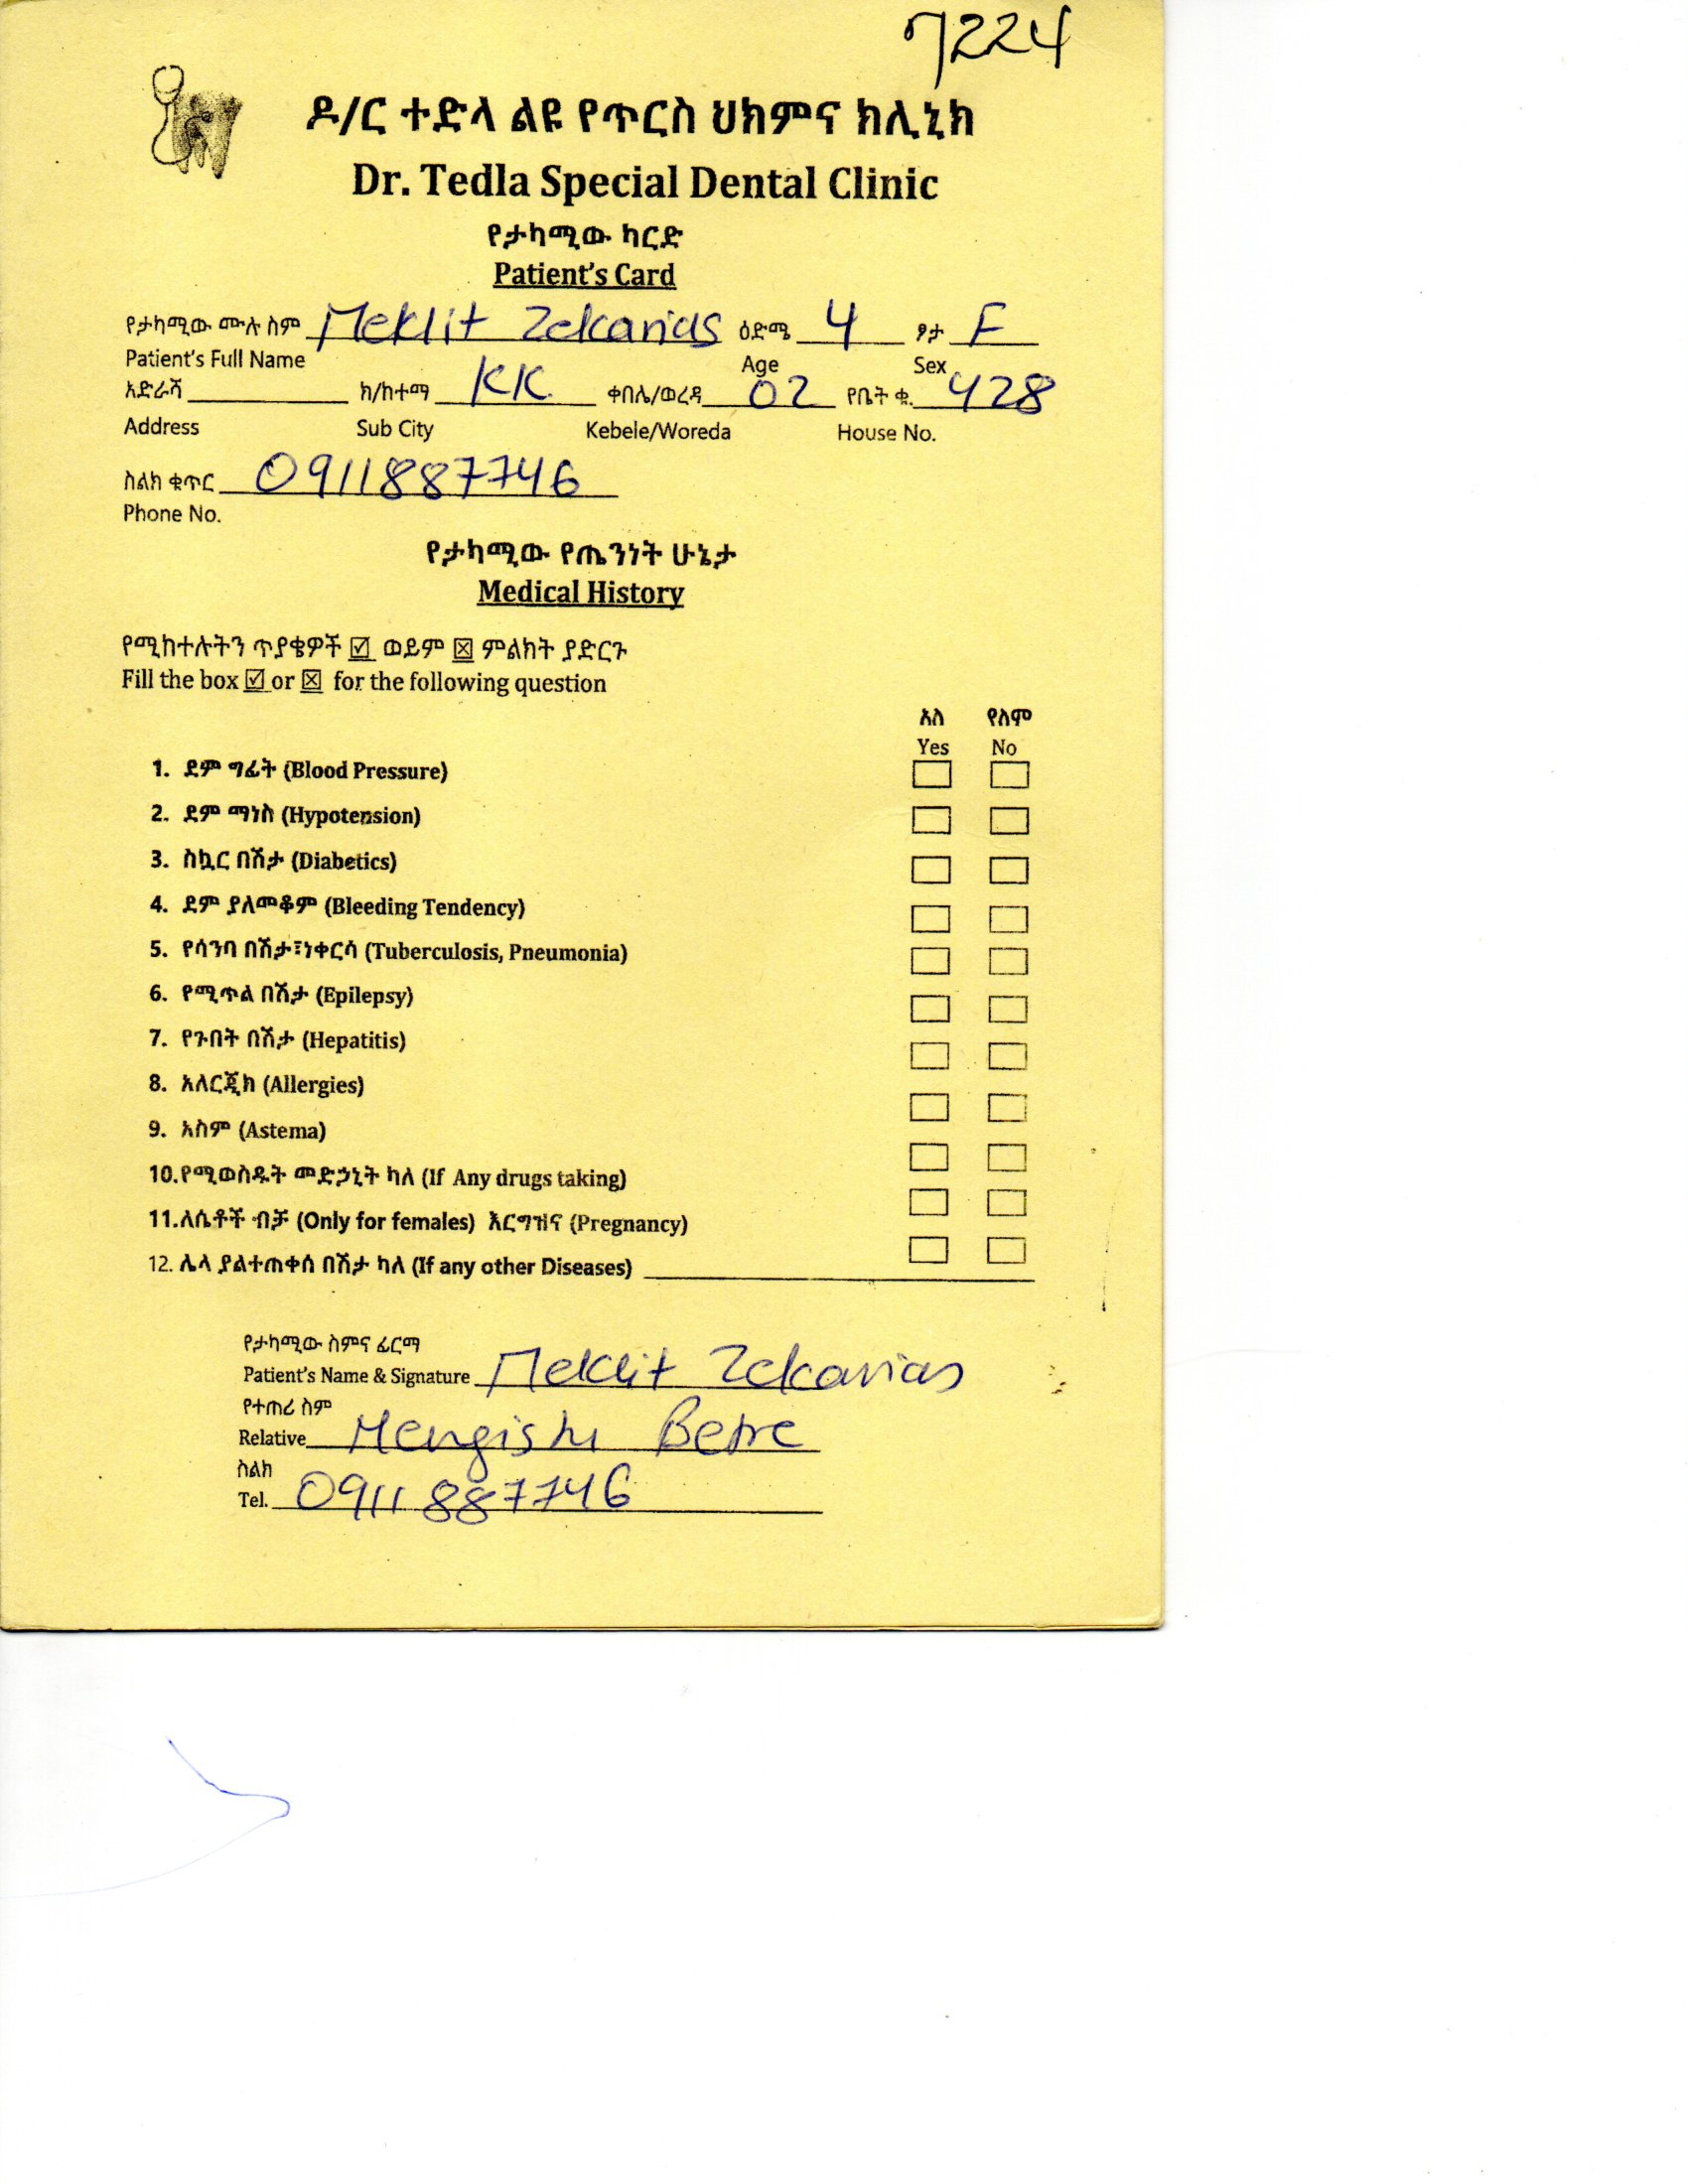 7224
ዶ/ር ተድላ ልዩ የጥርስ ህክምና ክሊኒክ
Dr. Tedla Special Dental Clinic
የታካሚው ካርድ
Patient's Card
የታካሚው ሙሉ ስም Meklit Zekarias ዕድሜ 4 ፆታ F
Patient's Full Name Age Sex
አድራሻ ክ/ከተማ KK ቀበሌ/ወረዳ 02 የቤት ቁ. 428
Address Sub City Kebele/Woreda House No.
ስልክ ቁጥር 0911887746
Phone No.
የታካሚው የጤንነት ሁኔታ
Medical History
የሚከተሉትን ጥያቄዎች ☑ ወይም ☒ ምልክት ያድርጉ
Fill the box ☑ or ☒ for the following question
አለ የለም
Yes No
1. ደም ግፊት (Blood Pressure)
2. ደም ማነስ (Hypotension)
3. ስኳር በሽታ (Diabetics)
4. ደም ያለመቆም (Bleeding Tendency)
5. የሳንባ በሽታ፣ነቀርሳ (Tuberculosis, Pneumonia)
6. የሚጥል በሽታ (Epilepsy)
7. የጉበት በሽታ (Hepatitis)
8. አለርጂክ (Allergies)
9. አስም (Astema)
10.የሚወስዱት መድኃኒት ካለ (If Any drugs taking)
11.ለሴቶች ብቻ (Only for females) እርግዝና (Pregnancy)
12. ሌላ ያልተጠቀሰ በሽታ ካለ (If any other Diseases)
የታካሚው ስምና ፊርማ
Patient's Name & Signature Meklit Zekarias
የተጠሪ ስም
Relative Mengistu Betre
ስልክ
Tel. 0911887746